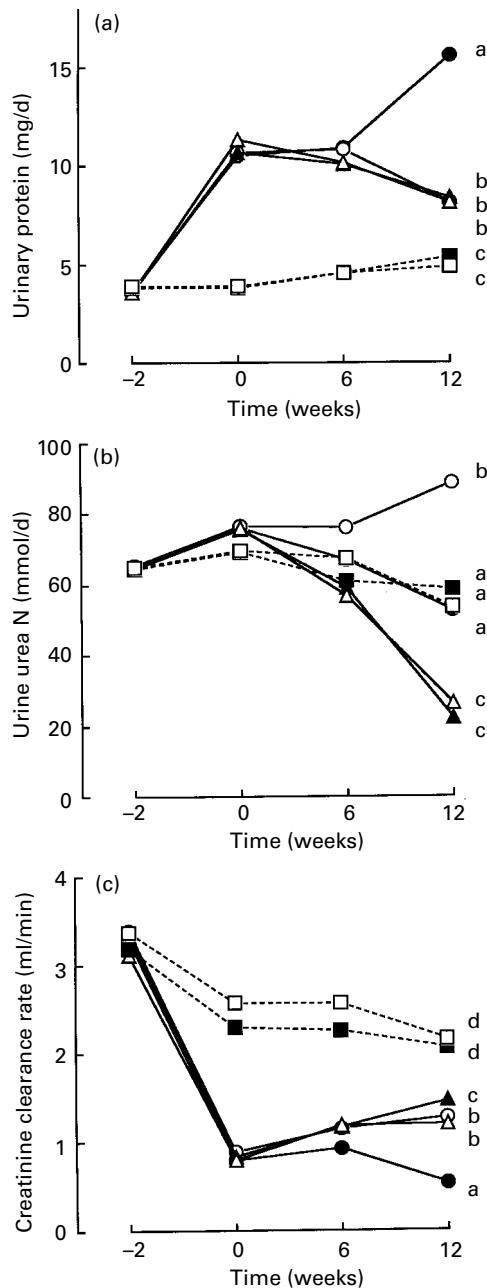 (a)
Urinary protein (mg/d)
15
10
5
0
a
b
b
b
c
c
–2 0 6 12
Time (weeks)
(b)
Urine urea N (mmol/d)
100
80
60
40
20
0
b
a
a
a
c
c
–2 0 6 12
Time (weeks)
(c)
Creatinine clearance rate (ml/min)
4
3
2
1
0
d
d
c
b
b
a
–2 0 6 12
Time (weeks)